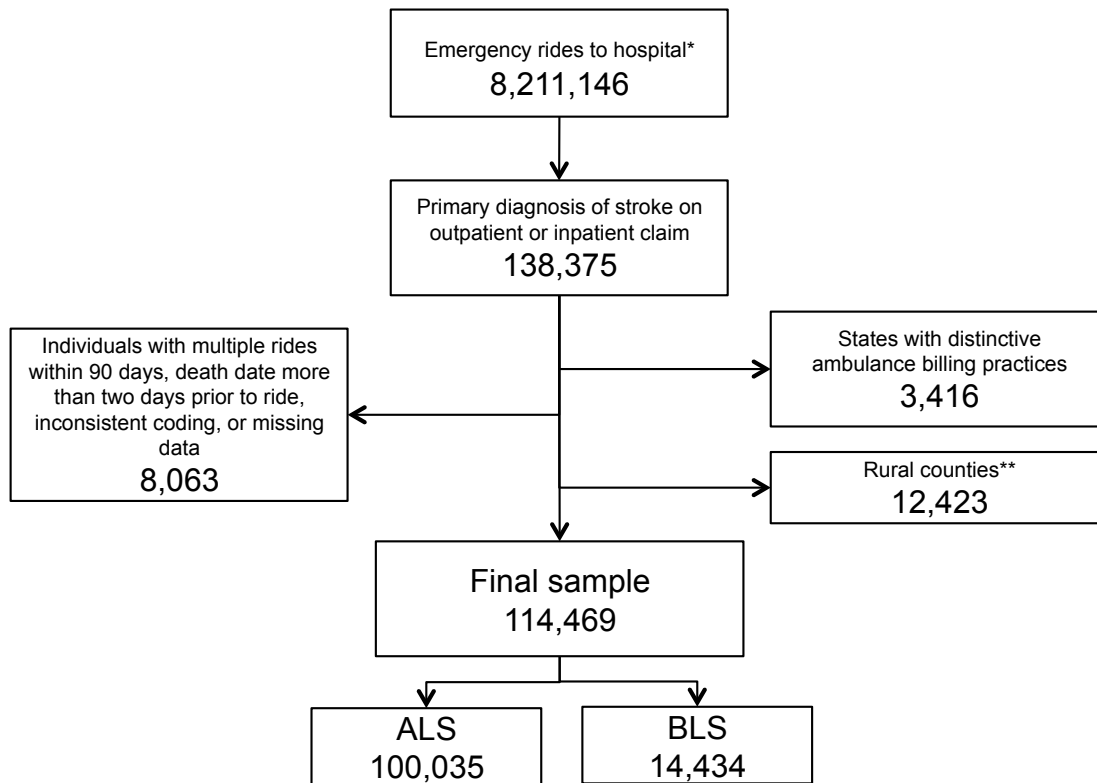 Emergency rides to hospital*
8,211,146
Primary diagnosis of stroke on
outpatient or inpatient claim
138,375
Individuals with multiple rides
within 90 days, death date more
than two days prior to ride,
inconsistent coding, or missing
data
8,063
States with distinctive
ambulance billing practices
3,416
Rural counties**
12,423
Final sample
114,469
ALS
100,035
BLS
14,434